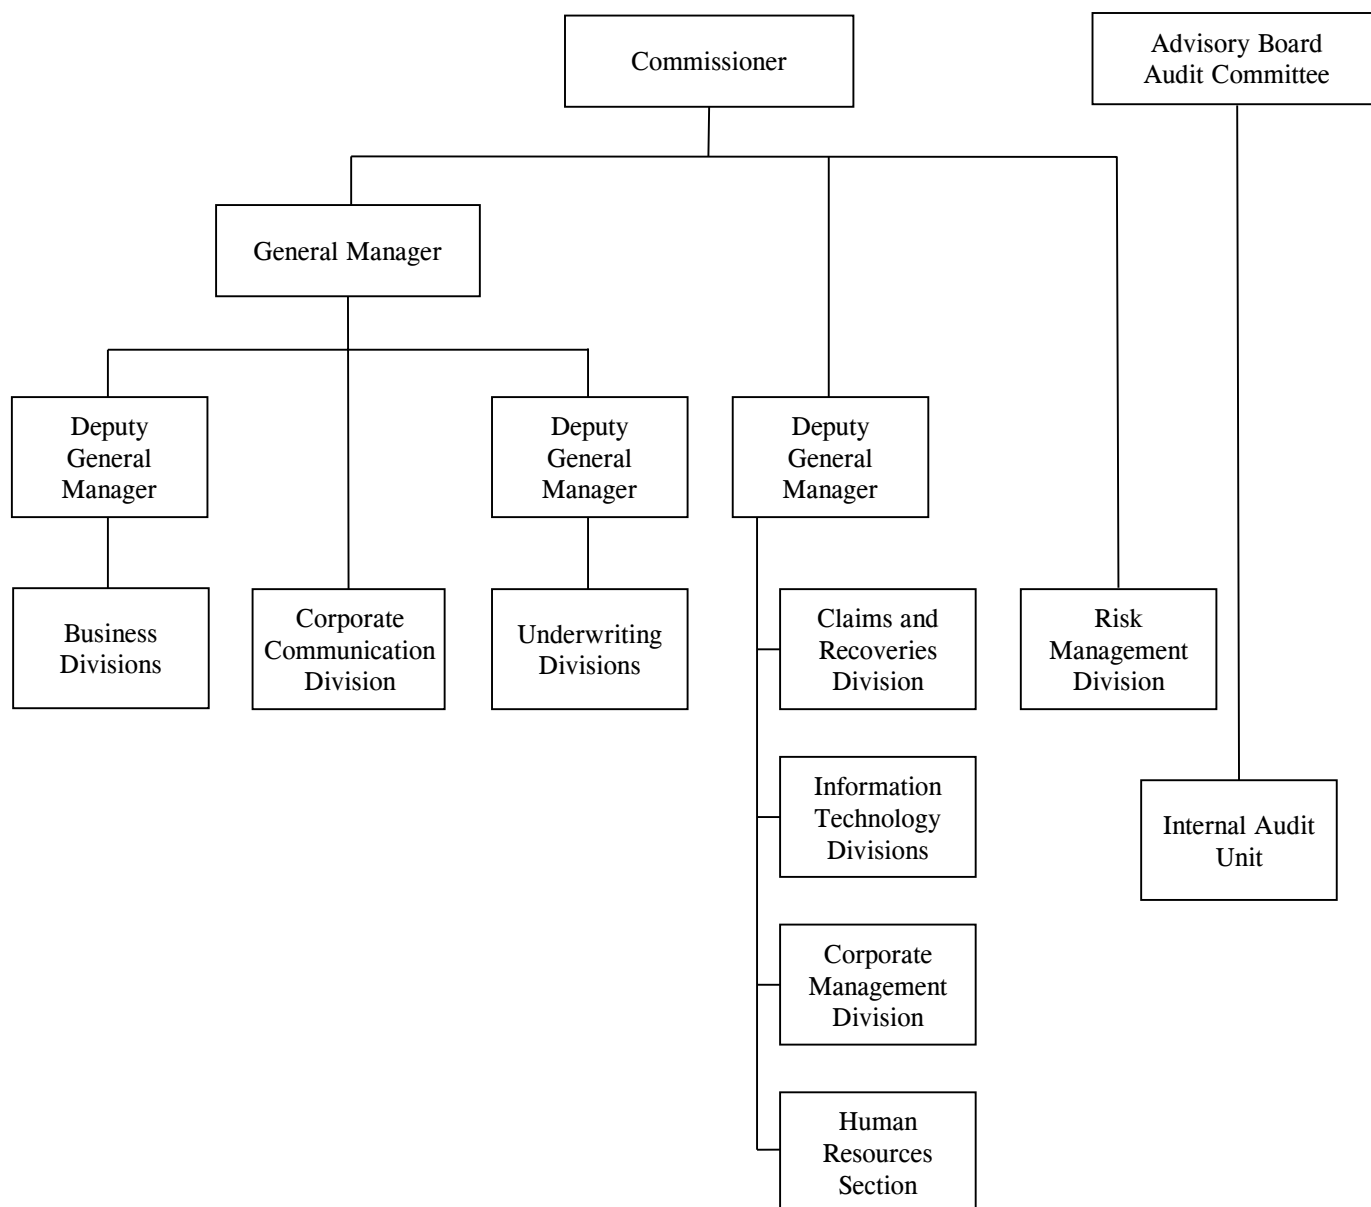 Commissioner
Advisory Board
Audit Committee
General Manager
Deputy
General
Manager
Deputy
General
Manager
Deputy
General
Manager
Business
Divisions
Corporate
Communication
Division
Underwriting
Divisions
Claims and
Recoveries
Division
Risk
Management
Division
Information
Technology
Divisions
Internal Audit
Unit
Corporate
Management
Division
Human
Resources
Section